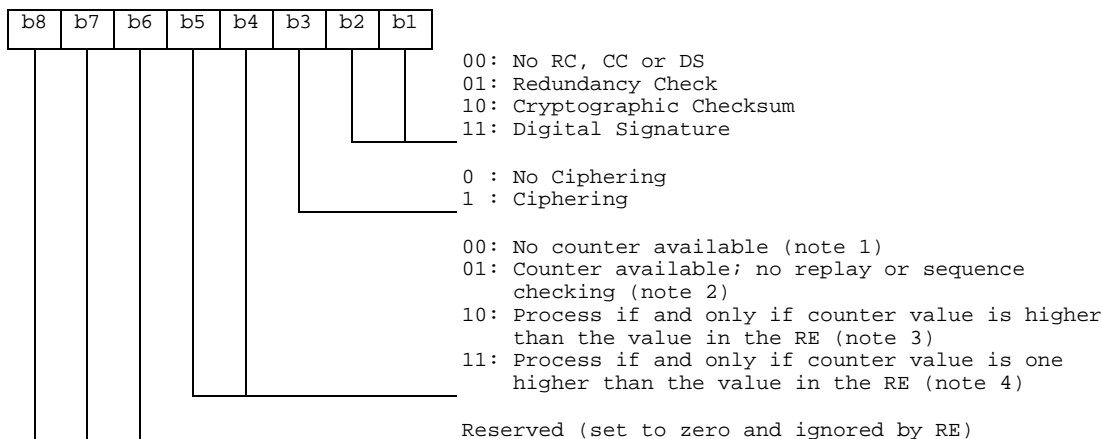 b8 b7 b6 b5 b4 b3 b2 b1
00: No RC, CC or DS
01: Redundancy Check
10: Cryptographic Checksum
11: Digital Signature
0 : No Ciphering
1 : Ciphering
00: No counter available (note 1)
01: Counter available; no replay or sequence
checking (note 2)
10: Process if and only if counter value is higher
than the value in the RE (note 3)
11: Process if and only if counter value is one
higher than the value in the RE (note 4)
Reserved (set to zero and ignored by RE)